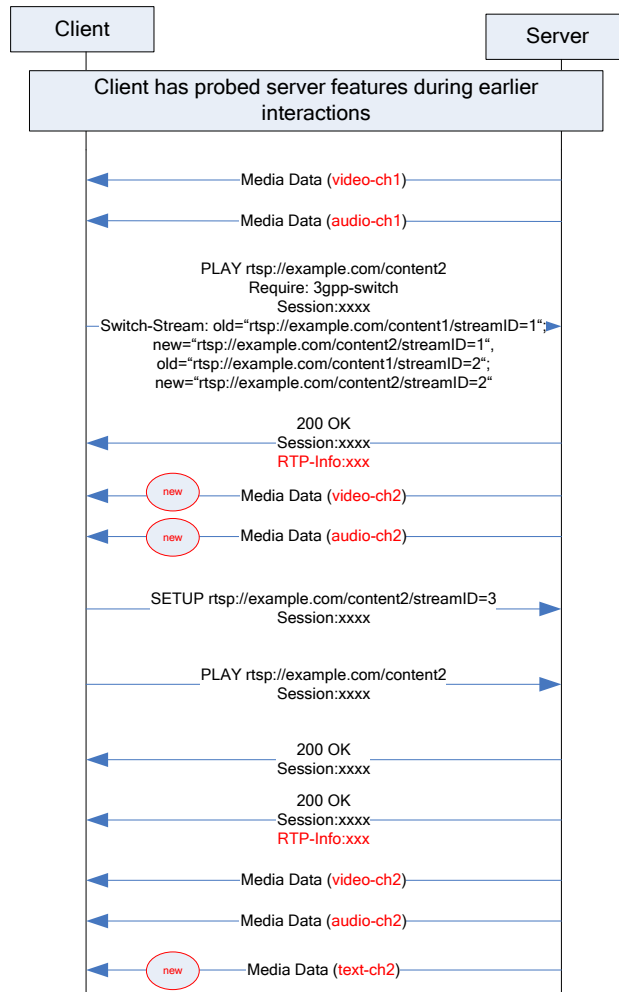 Client
Server
Client has probed server features during earlier
interactions
Media Data (video-ch1)
Media Data (audio-ch1)
PLAY rtsp://example.com/content2
Require: 3gpp-switch
Session:xxxx
Switch-Stream: old=“rtsp://example.com/content1/streamID=1“;
new=“rtsp://example.com/content2/streamID=1“,
old=“rtsp://example.com/content1/streamID=2“;
new=“rtsp://example.com/content2/streamID=2“
200 OK
Session:xxxx
RTP-Info:xxx
new
Media Data (video-ch2)
new
Media Data (audio-ch2)
SETUP rtsp://example.com/content2/streamID=3
Session:xxxx
PLAY rtsp://example.com/content2
Session:xxxx
200 OK
Session:xxxx
200 OK
Session:xxxx
RTP-Info:xxx
Media Data (video-ch2)
Media Data (audio-ch2)
new
Media Data (text-ch2)